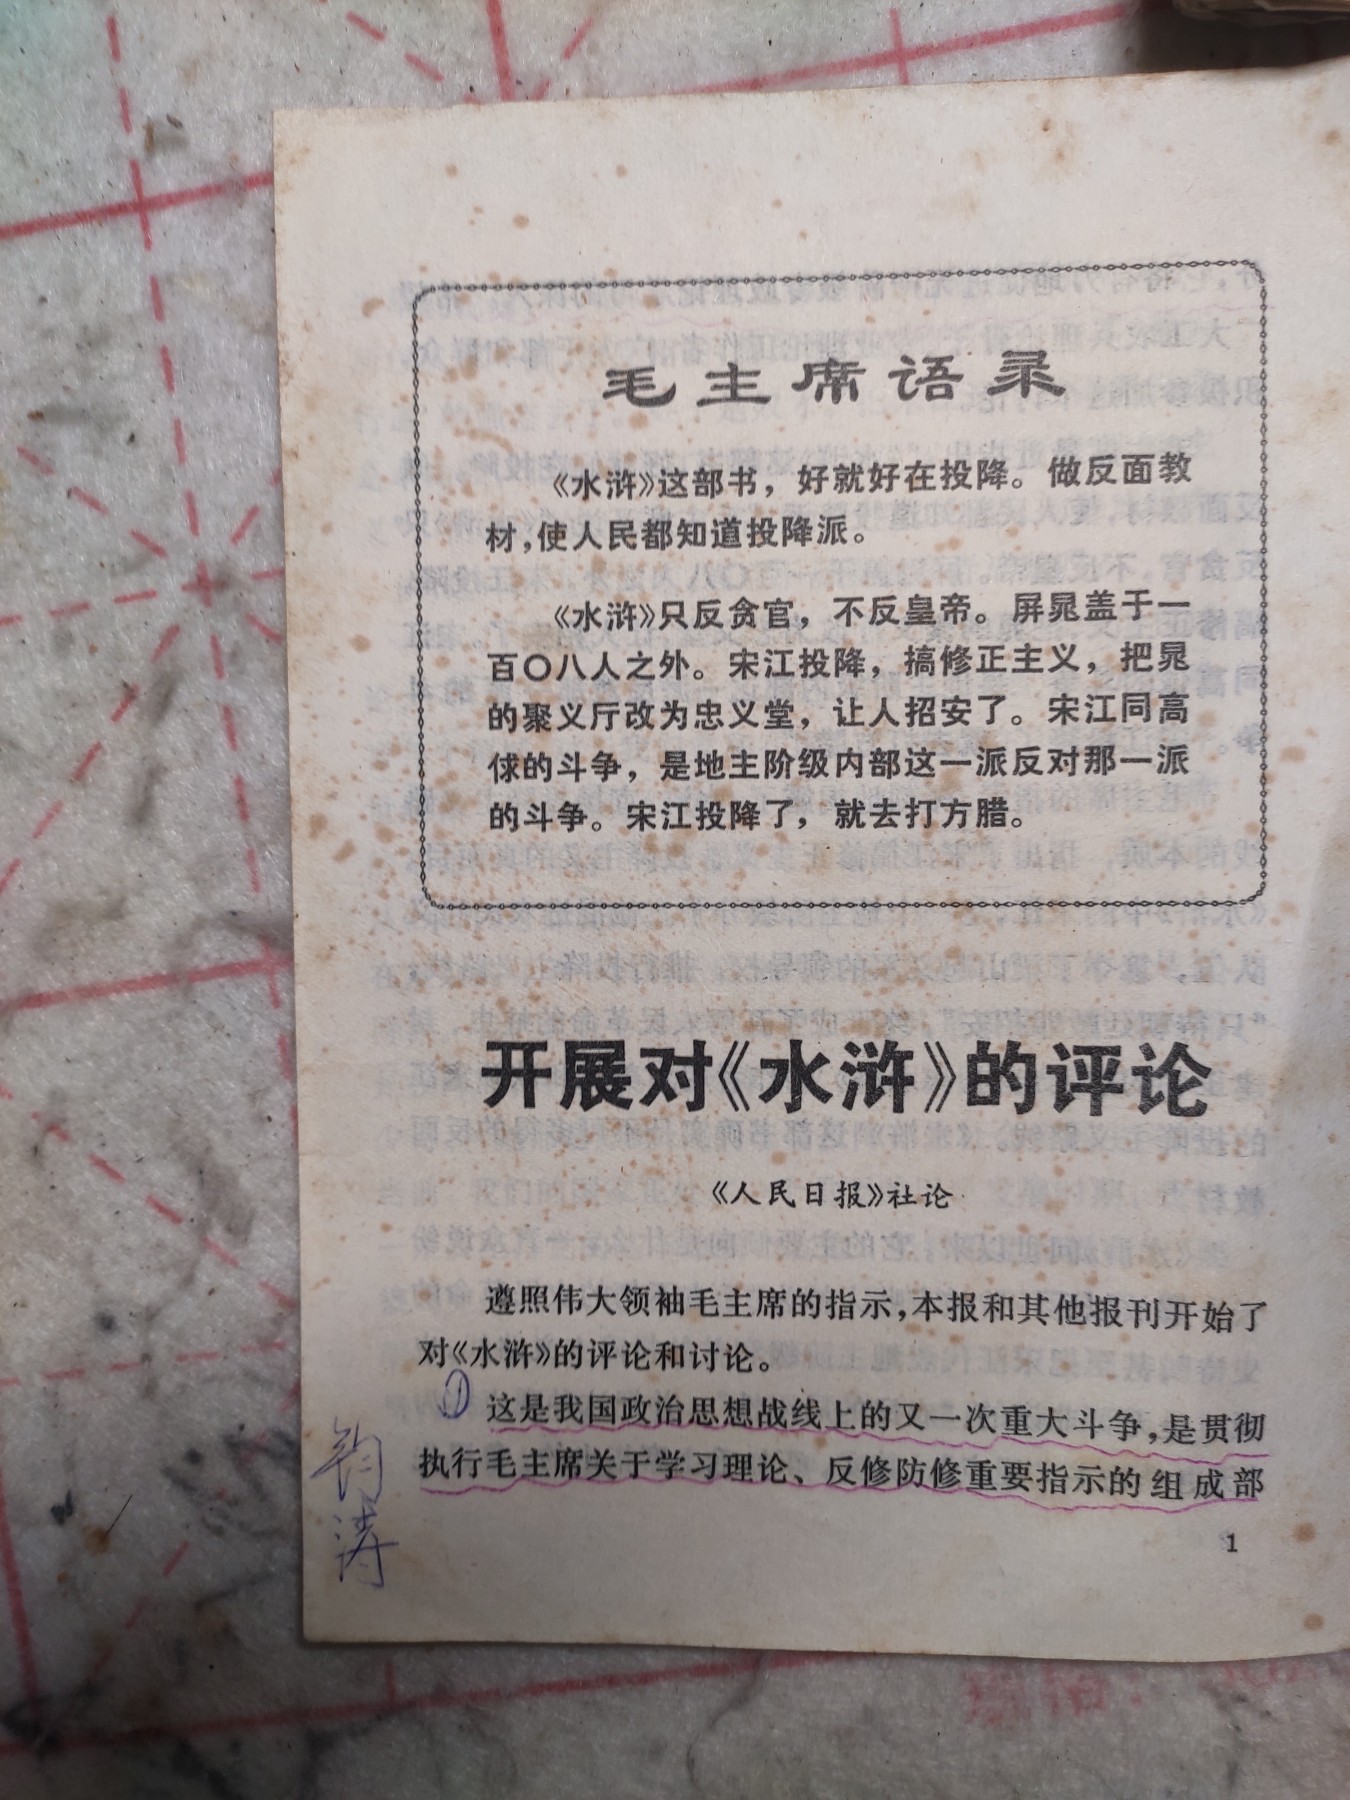 毛主席语录
《水浒》这部书，好就好在投降。做反面教
材，使人民都知道投降派。
《水浒》只反贪官，不反皇帝。屏晁盖于一
百〇八人之外。宋江投降，搞修正主义，把晁
的聚义厅改为忠义堂，让人招安了。宋江同高
俅的斗争，是地主阶级内部这一派反对那一派
的斗争。宋江投降了，就去打方腊。
开展对《水浒》的评论
《人民日报》社论
遵照伟大领袖毛主席的指示，本报和其他报刊开始了
对《水浒》的评论和讨论。
①
这是我国政治思想战线上的又一次重大斗争，是贯彻
执行毛主席关于学习理论、反修防修重要指示的组成部
1